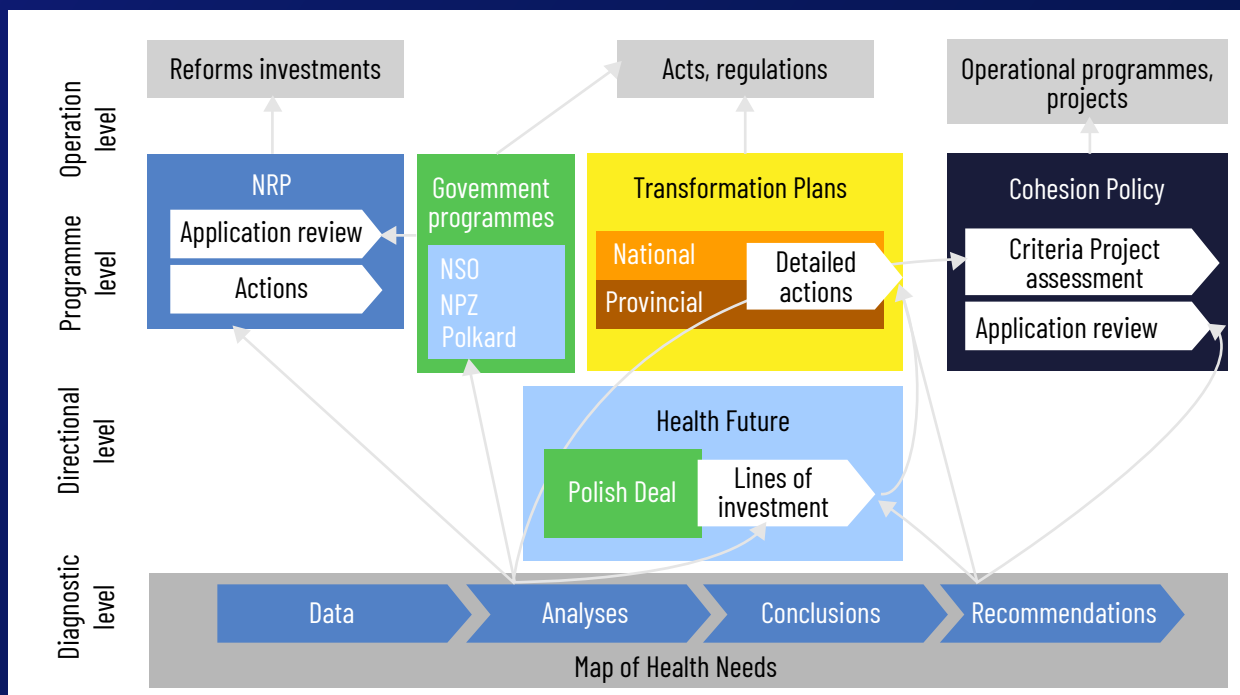 Operation
level
Reforms investments
Acts, regulations
Operational programmes,
projects
Programme
level
NRP
Application review
Actions
Govemment
programmes
NSO
NPZ
Polkard
Transformation Plans
National
Provincial
Detailed
actions
Cohesion Policy
Criteria Project
assessment
Application review
Directional
level
Health Future
Polish Deal
Lines of
investment
Diagnostic
level
Data
Analyses
Conclusions
Recommendations
Map of Health Needs